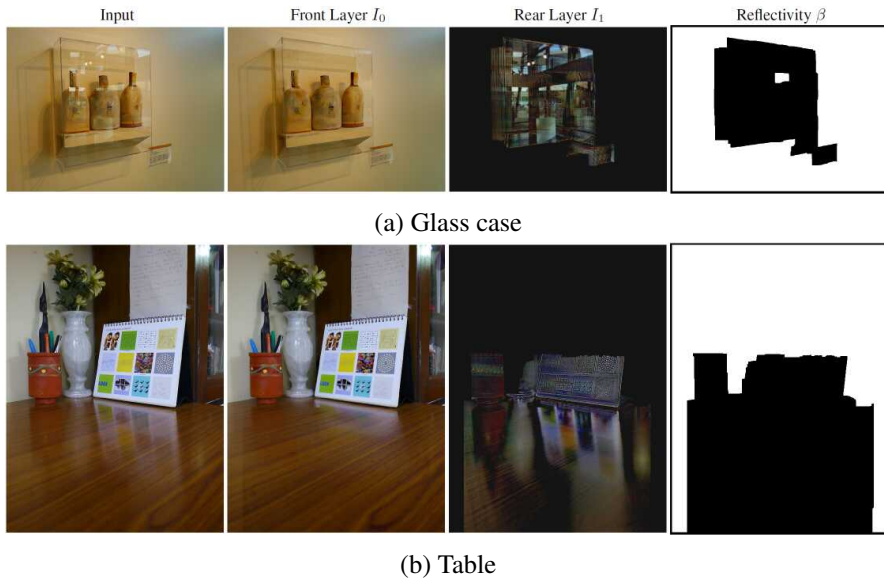 Input Front Layer I₀ Rear Layer I₁ Reflectivity β
(a) Glass case
(b) Table